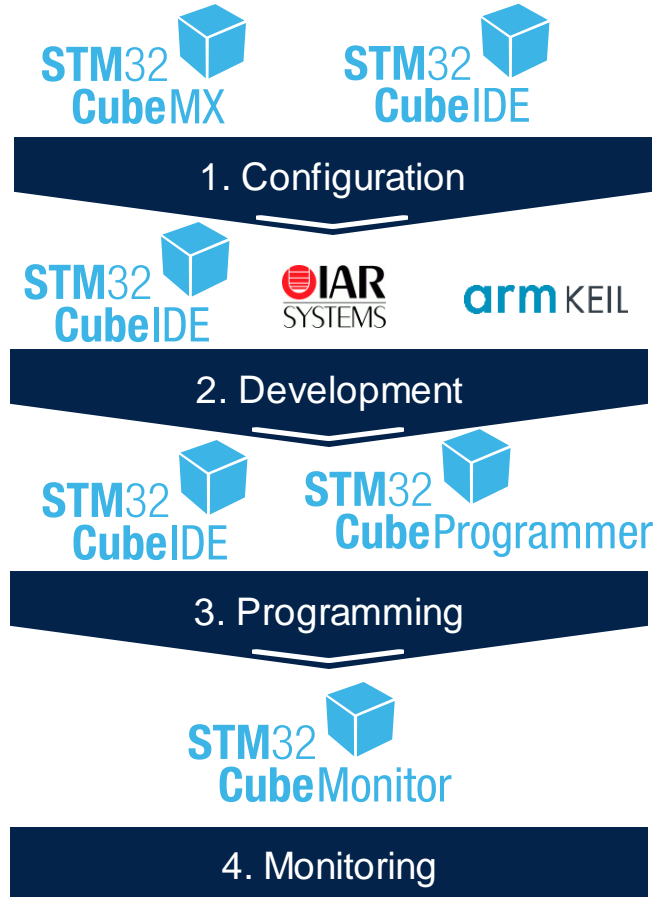 STM32
CubeMX
STM32
CubeIDE
1. Configuration
STM32
CubeIDE
IAR
SYSTEMS
arm KEIL
2. Development
STM32
CubeIDE
STM32
CubeProgrammer
3. Programming
STM32
CubeMonitor
4. Monitoring